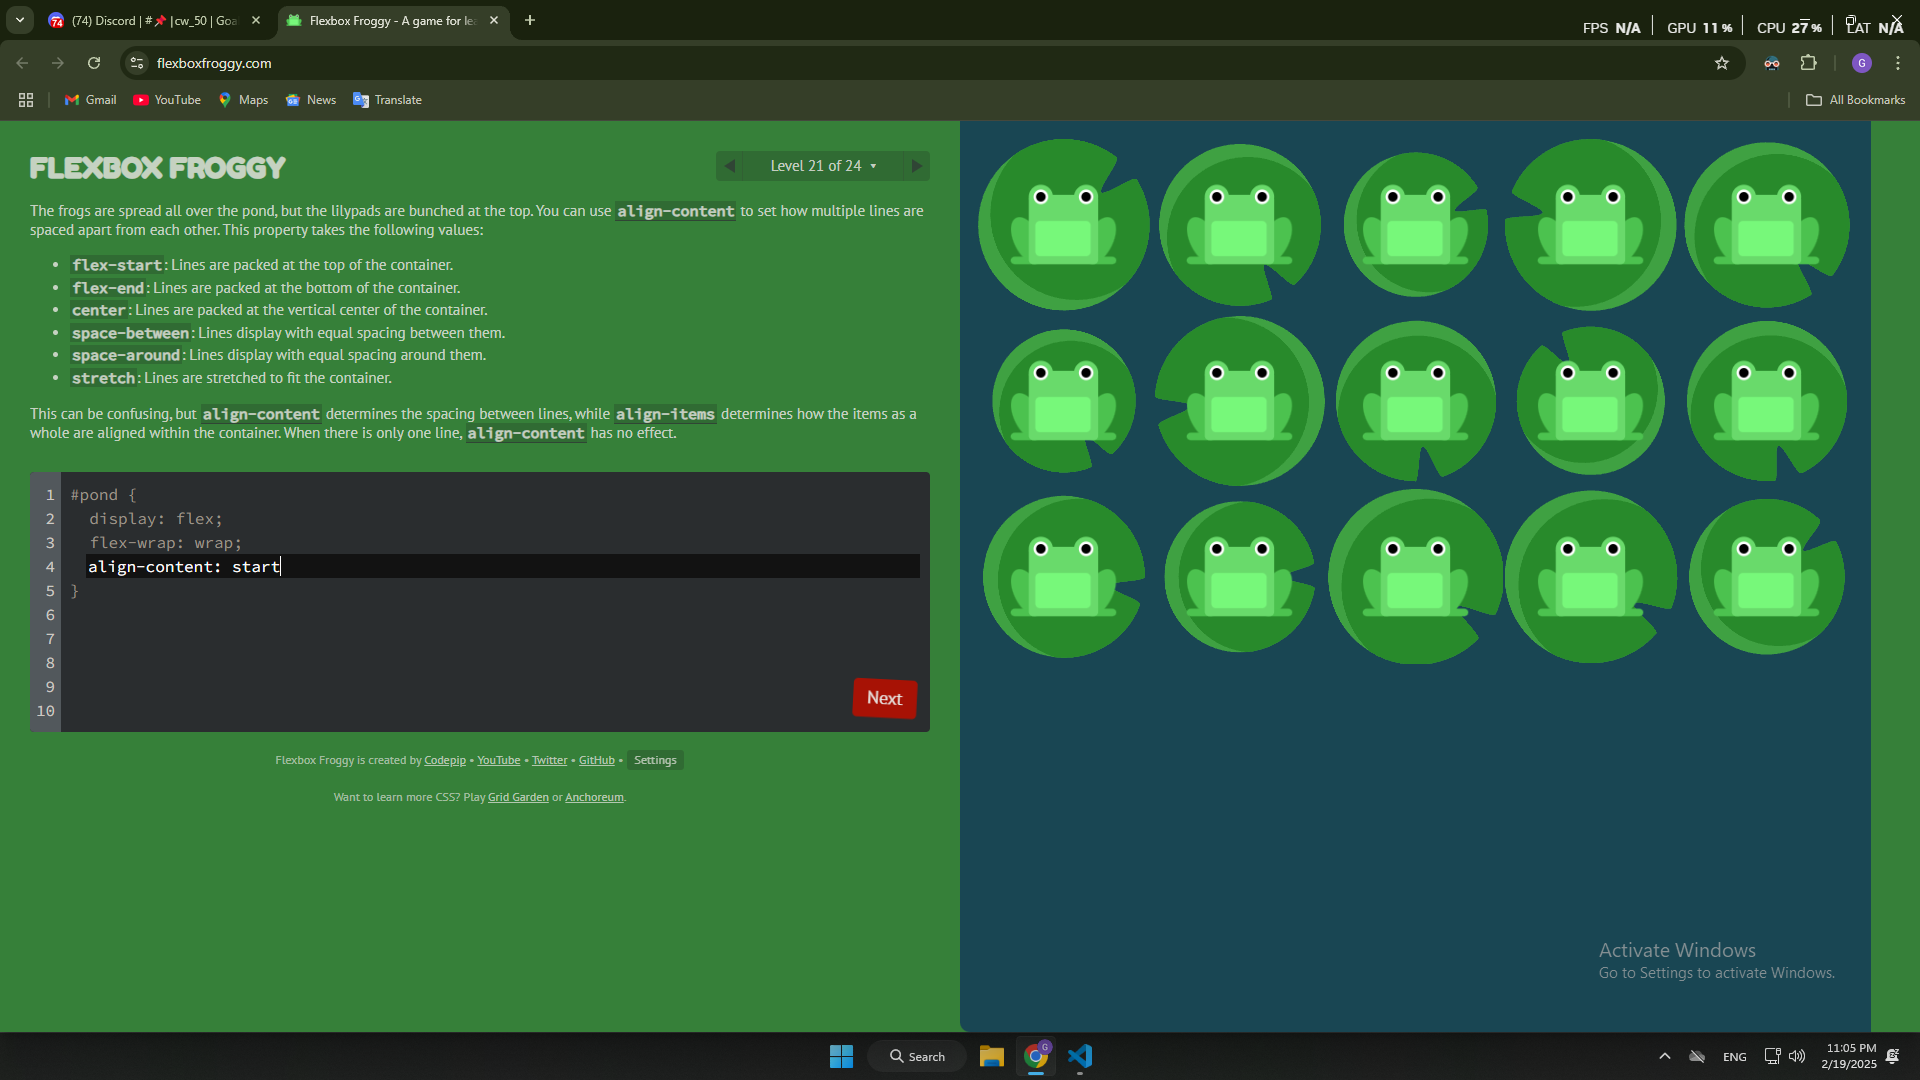 (74) Discord | #📌 |cw_50 | Goa
Flexbox Froggy - A game for le
FPS N/A GPU 11 % CPU 27 % LAT N/A
flexboxfroggy.com
G
Gmail YouTube Maps News Translate
All Bookmarks
FLEXBOX FROGGY
Level 21 of 24
The frogs are spread all over the pond, but the lilypads are bunched at the top. You can use align-content to set how multiple lines are
spaced apart from each other. This property takes the following values:
• flex-start: Lines are packed at the top of the container.
• flex-end: Lines are packed at the bottom of the container.
• center: Lines are packed at the vertical center of the container.
• space-between: Lines display with equal spacing between them.
• space-around: Lines display with equal spacing around them.
• stretch: Lines are stretched to fit the container.
This can be confusing, but align-content determines the spacing between lines, while align-items determines how the items as a
whole are aligned within the container. When there is only one line, align-content has no effect.
1 #pond {
2 display: flex;
3 flex-wrap: wrap;
4 align-content: start
5 }
6
7
8
9
10
Next
Flexbox Froggy is created by Codepip • YouTube • Twitter • GitHub • Settings
Want to learn more CSS? Play Grid Garden or Anchoreum.
Activate Windows
Go to Settings to activate Windows.
Search
G
ENG
11:05 PM
2/19/2025